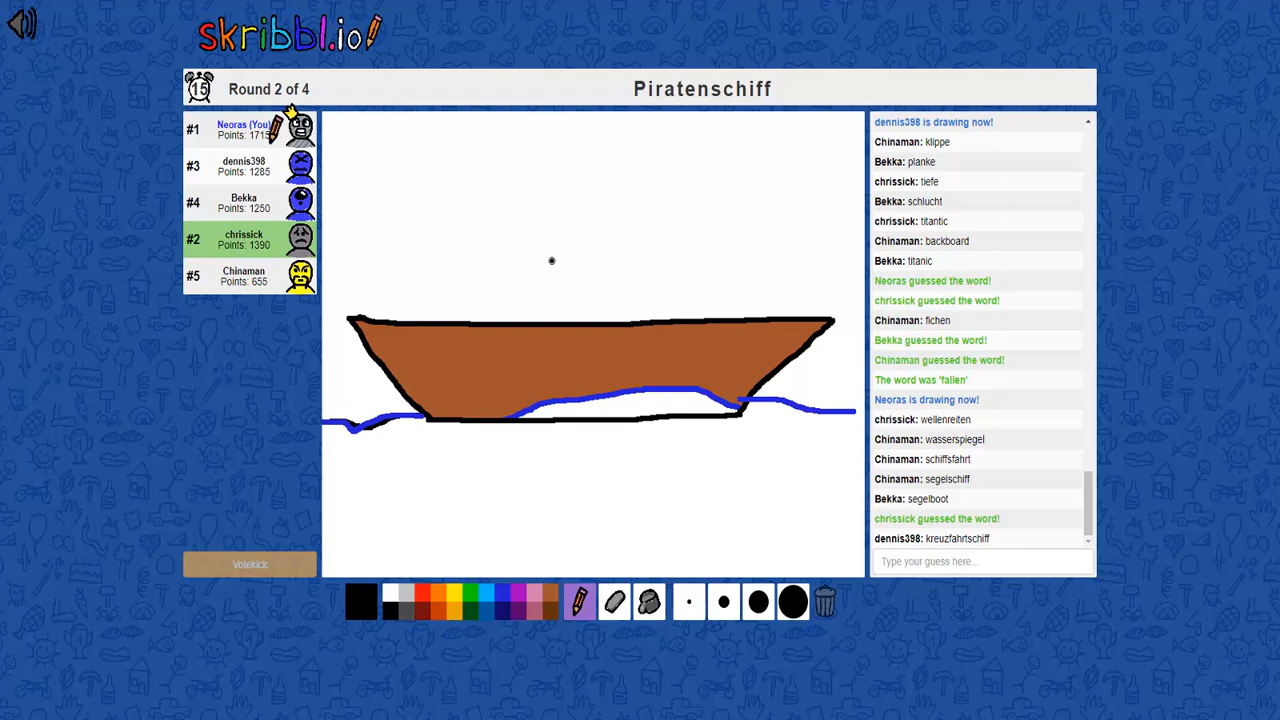 skribbl.io
15
Round 2 of 4
Piratenschiff
#1
Neoras (You)
Points: 1715
#3
dennis398
Points: 1285
#4
Bekka
Points: 1250
#2
chrissick
Points: 1390
#5
Chinaman
Points: 655
Votekick
dennis398 is drawing now!
Chinaman: klippe
Bekka: planke
chrissick: tiefe
Bekka: schlucht
chrissick: titantic
Chinaman: backboard
Bekka: titanic
Neoras guessed the word!
chrissick guessed the word!
Chinaman: fichen
Bekka guessed the word!
Chinaman guessed the word!
The word was 'fallen'
Neoras is drawing now!
chrissick: wellenreiten
Chinaman: wasserspiegel
Chinaman: schiffsfahrt
Chinaman: segelschiff
Bekka: segelboot
chrissick guessed the word!
dennis398: kreuzfahrtschiff
Type your guess here...